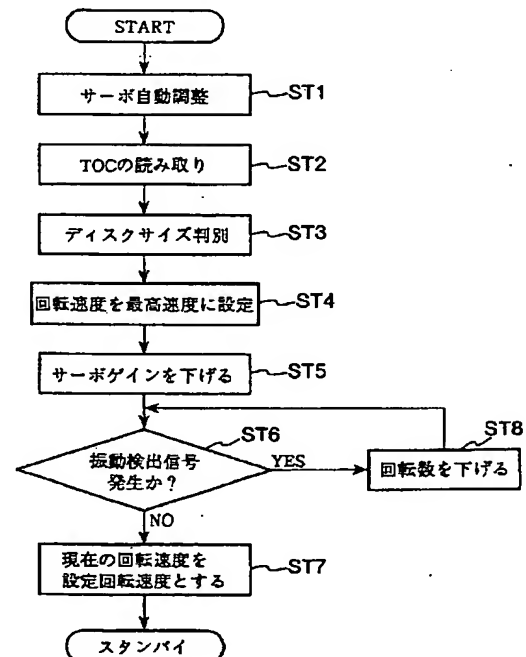 START
サーボ自動調整
ST1
TOCの読み取り
ST2
ディスクサイズ判別
ST3
回転速度を最高速度に設定
ST4
サーボゲインを下げる
ST5
振動検出信号
発生か?
ST6
YES
回転数を下げる
ST8
NO
現在の回転速度を
設定回転速度とする
ST7
スタンバイ